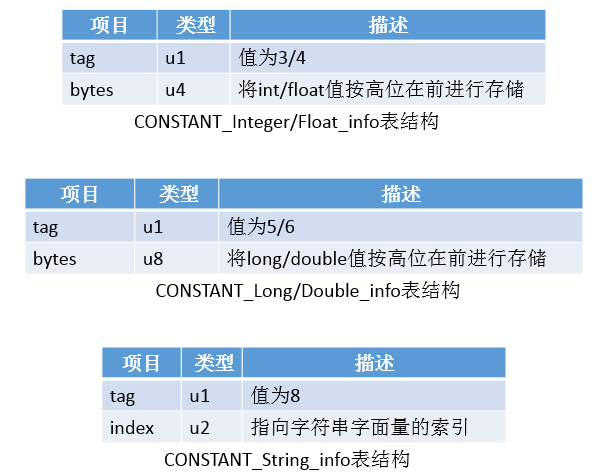 项目 类型 描述
tag u1 值为3/4
bytes u4 将int/float值按高位在前进行存储
CONSTANT_Integer/Float_info表结构
项目 类型 描述
tag u1 值为5/6
bytes u8 将long/double值按高位在前进行存储
CONSTANT_Long/Double_info表结构
项目 类型 描述
tag u1 值为8
index u2 指向字符串字面量的索引
CONSTANT_String_info表结构